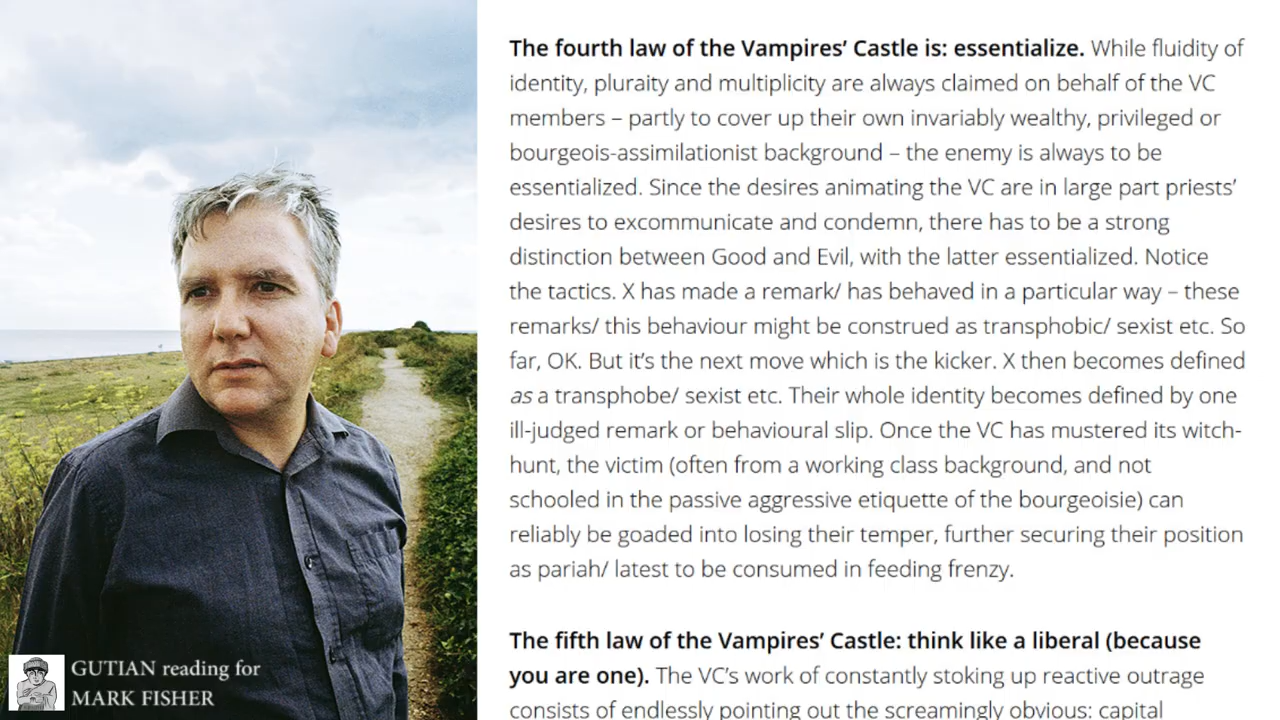 The fourth law of the Vampires’ Castle is: essentialize. While fluidity of
identity, pluraity and multiplicity are always claimed on behalf of the VC
members – partly to cover up their own invariably wealthy, privileged or
bourgeois-assimilationist background – the enemy is always to be
essentialized. Since the desires animating the VC are in large part priests’
desires to excommunicate and condemn, there has to be a strong
distinction between Good and Evil, with the latter essentialized. Notice
the tactics. X has made a remark/ has behaved in a particular way – these
remarks/ this behaviour might be construed as transphobic/ sexist etc. So
far, OK. But it’s the next move which is the kicker. X then becomes defined
as a transphobe/ sexist etc. Their whole identity becomes defined by one
ill-judged remark or behavioural slip. Once the VC has mustered its witch-
hunt, the victim (often from a working class background, and not
schooled in the passive aggressive etiquette of the bourgeoisie) can
reliably be goaded into losing their temper, further securing their position
as pariah/ latest to be consumed in feeding frenzy.
The fifth law of the Vampires’ Castle: think like a liberal (because
you are one). The VC’s work of constantly stoking up reactive outrage
consists of endlessly pointing out the screamingly obvious: capital
GUTIAN reading for
MARK FISHER